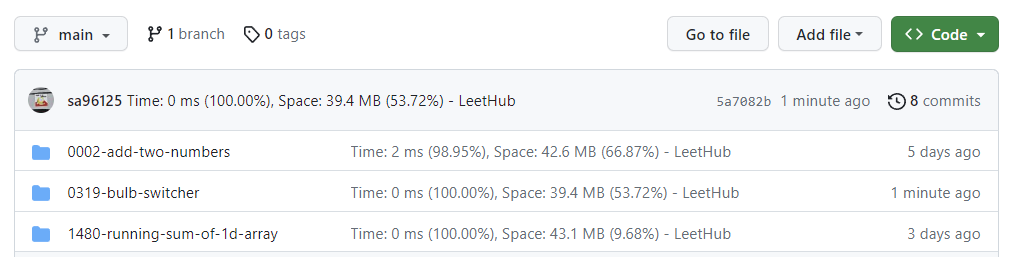 main 1 branch 0 tags Go to file Add file Code
sa96125 Time: 0 ms (100.00%), Space: 39.4 MB (53.72%) - LeetHub 5a7082b 1 minute ago 8 commits
0002-add-two-numbers Time: 2 ms (98.95%), Space: 42.6 MB (66.87%) - LeetHub 5 days ago
0319-bulb-switcher Time: 0 ms (100.00%), Space: 39.4 MB (53.72%) - LeetHub 1 minute ago
1480-running-sum-of-1d-array Time: 0 ms (100.00%), Space: 43.1 MB (9.68%) - LeetHub 3 days ago